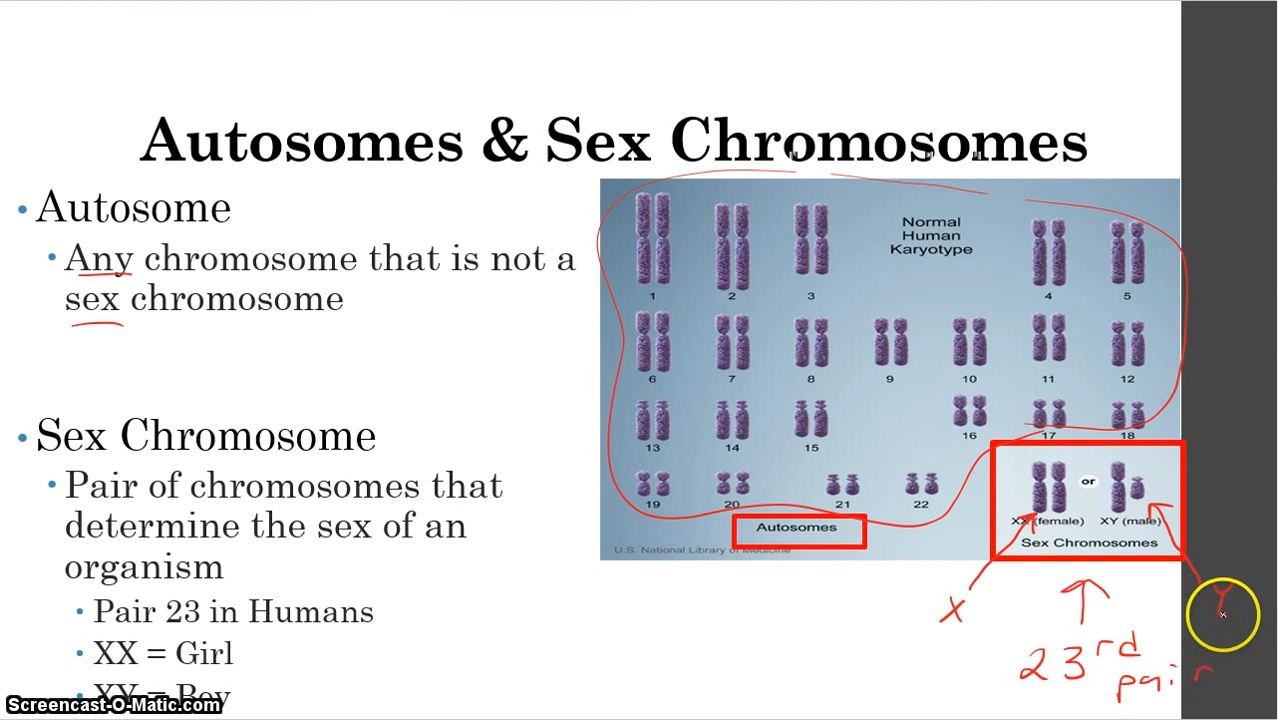 Autosomes & Sex Chromosomes
• Autosome
• Any chromosome that is not a
sex chromosome
• Sex Chromosome
• Pair of chromosomes that
determine the sex of an
organism
• Pair 23 in Humans
• XX = Girl
• XY = Boy
Normal
Human
Karyotype
1 2 3 4 5
6 7 8 9 10 11 12
13 14 15 16 17 18
19 20 21 22
or
XX (female) XY (male)
Autosomes
Sex Chromosomes
U.S. National Library of Medicine
X
Y
23rd
pair
Screencast-O-Matic.com